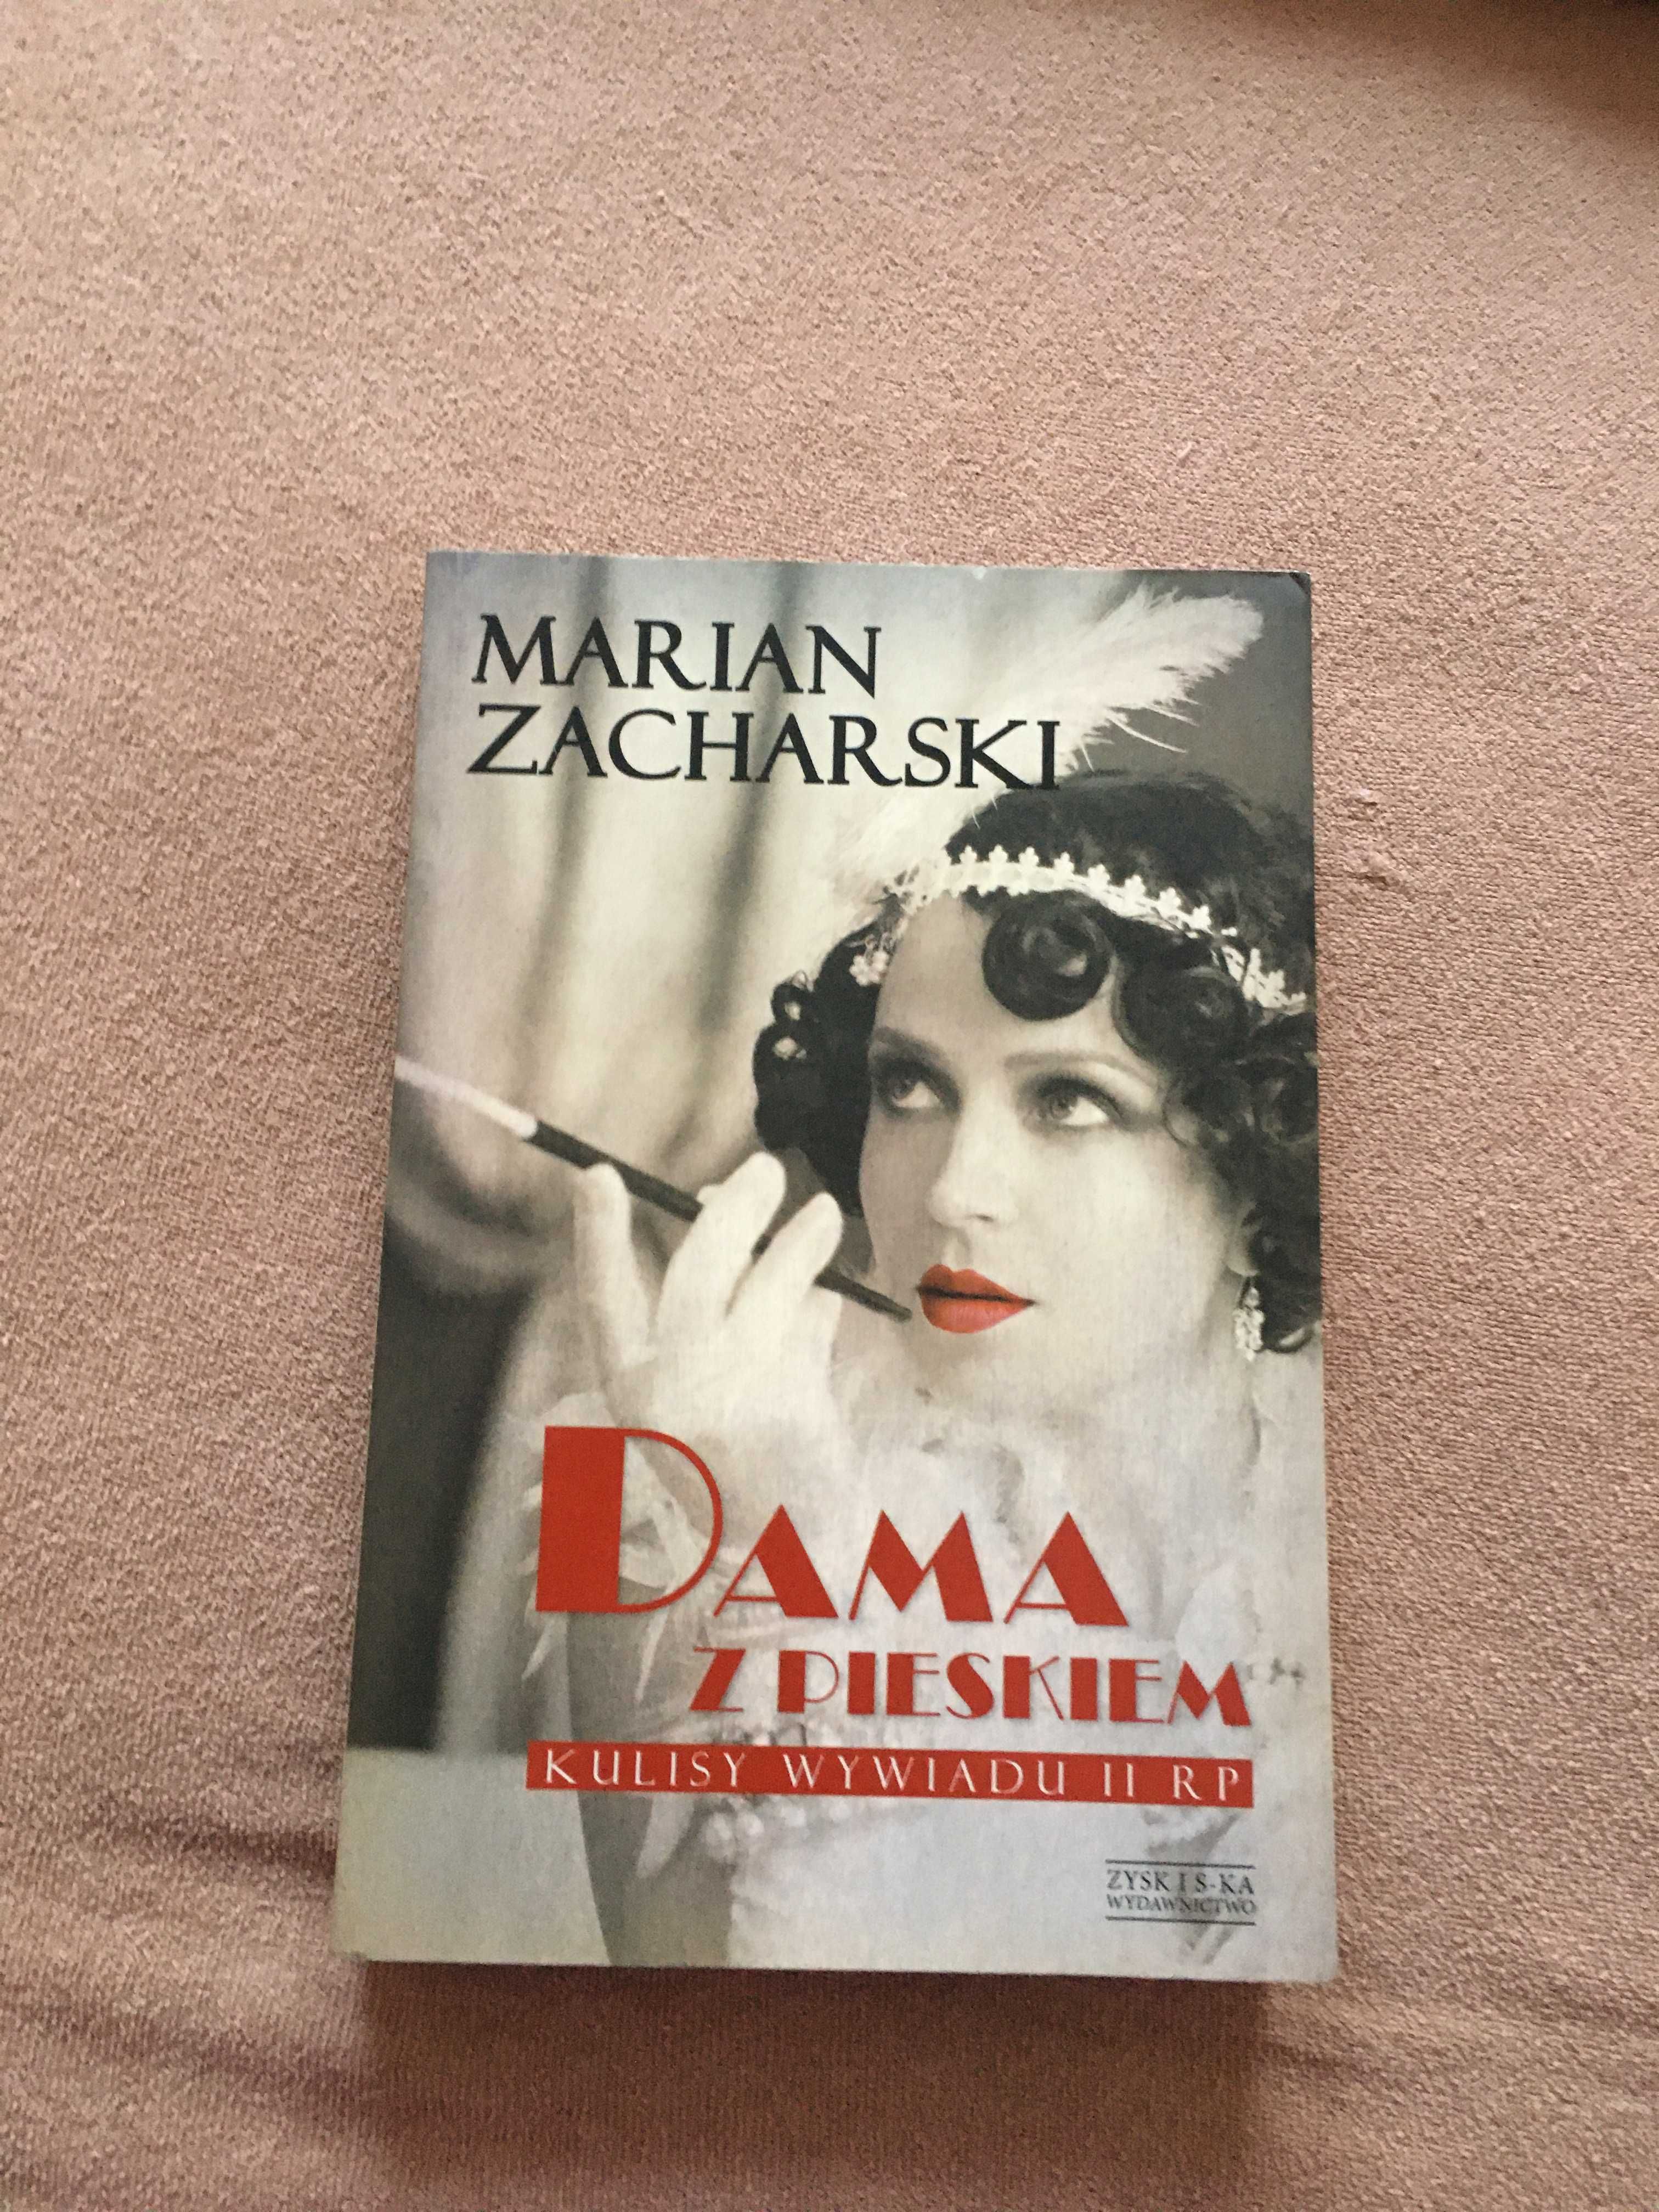 MARIAN
ZACHARSKI
DAMA
Z PIESKIEM
KULISY WYWIADU II RP
ZYSK I S-KA
WYDAWNICTWO